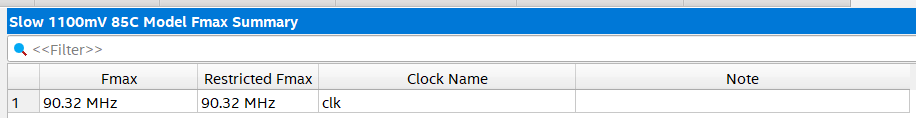 Slow 1100mV 85C Model Fmax Summary
<<Filter>>
Fmax Restricted Fmax Clock Name Note
1 90.32 MHz 90.32 MHz clk